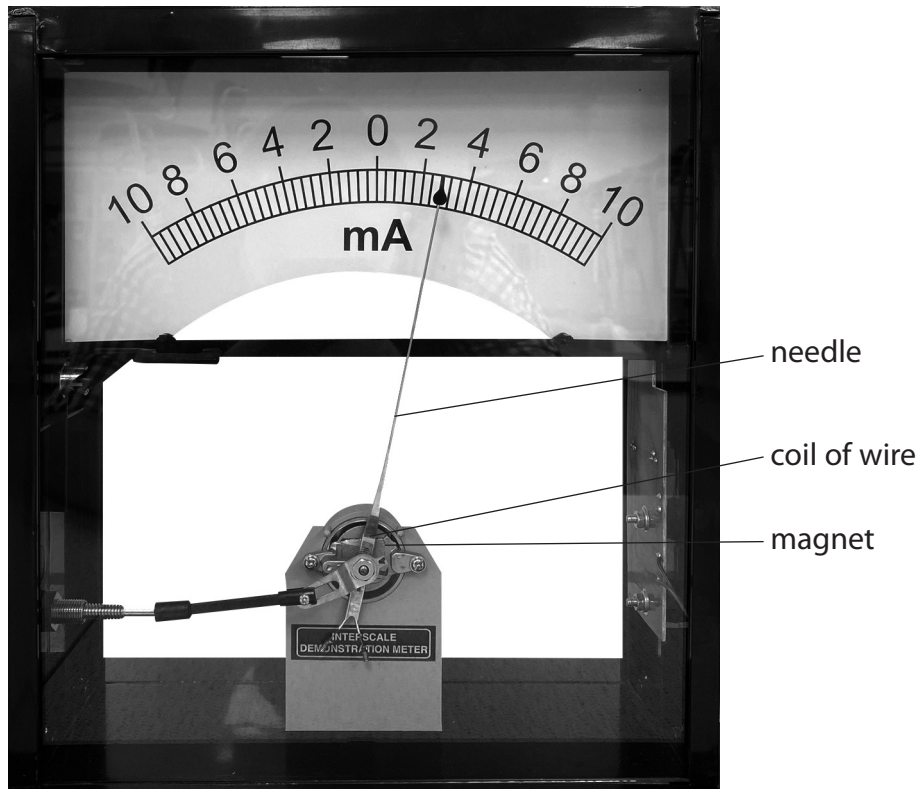 10 8 6 4 2 0 2 4 6 8 10
mA
needle
coil of wire
magnet
INTERSCALE
DEMONSTRATION METER